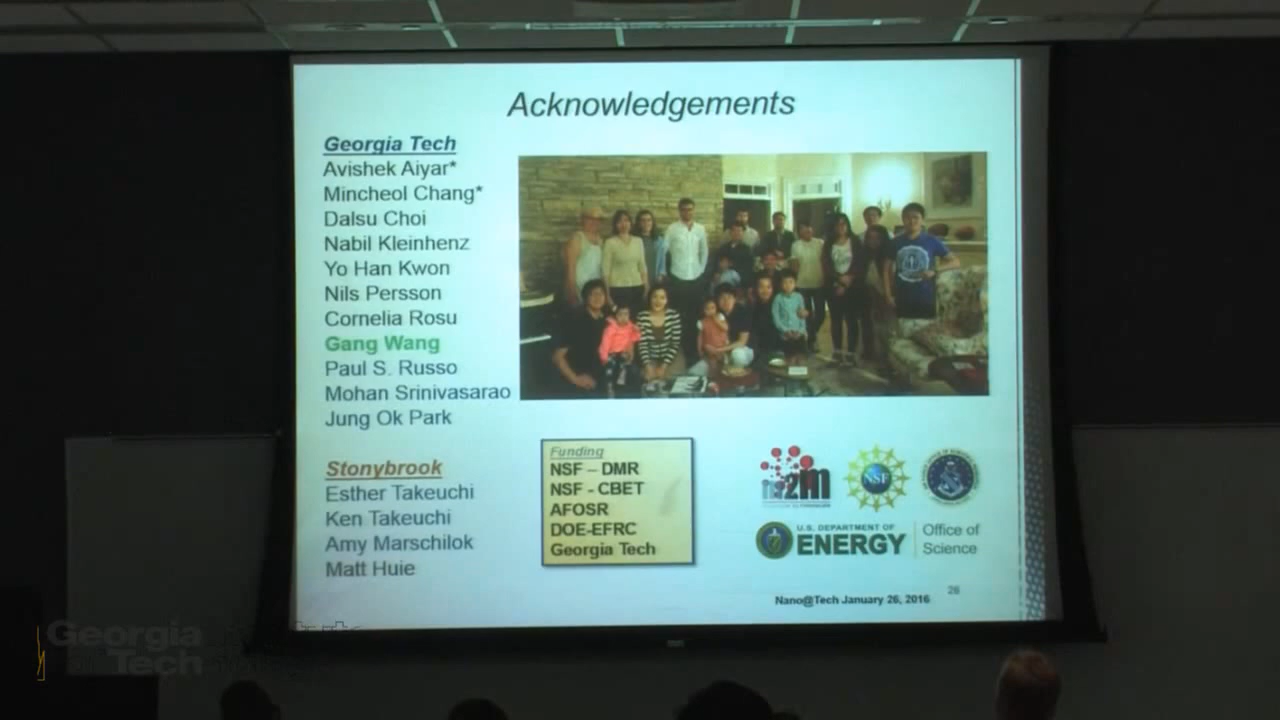 Acknowledgements
Georgia Tech
Avishek Aiyar*
Mincheol Chang*
Dalsu Choi
Nabil Kleinhenz
Yo Han Kwon
Nils Persson
Cornelia Rosu
Gang Wang
Paul S. Russo
Mohan Srinivasarao
Jung Ok Park
Stonybrook
Esther Takeuchi
Ken Takeuchi
Amy Marschilok
Matt Huie
Funding
NSF – DMR
NSF - CBET
AFOSR
DOE-EFRC
Georgia Tech
m2m
NSF
U.S. DEPARTMENT OF
ENERGY
Office of
Science
26
Nano@Tech January 26, 2016
Georgia
Tech